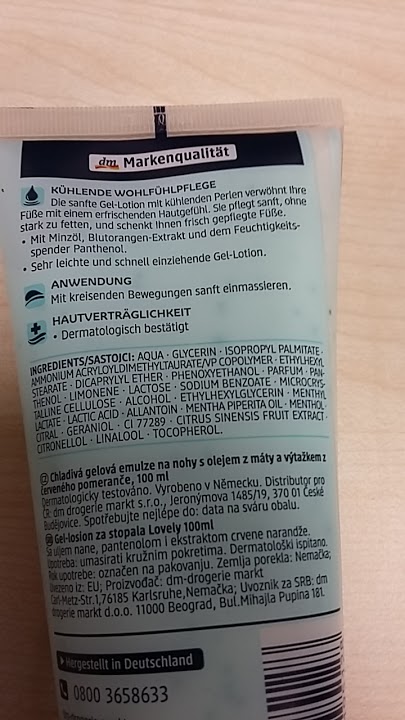 dm Markenqualität
KÜHLENDE WOHLFÜHLPFLEGE
Die sanfte Gel-Lotion mit kühlenden Perlen verwöhnt Ihre
Füße mit einem erfrischenden Hautgefühl. Sie pflegt sanft, ohne
stark zu fetten, und schenkt Ihnen frisch gepflegte Füße.
• Mit Minzöl, Blutorangen-Extrakt und dem Feuchtigkeits-
spender Panthenol.
• Sehr leichte und schnell einziehende Gel-Lotion.
ANWENDUNG
Mit kreisenden Bewegungen sanft einmassieren.
HAUTVERTRÄGLICHKEIT
• Dermatologisch bestätigt
INGREDIENTS/SASTOJCI: AQUA · GLYCERIN · ISOPROPYL PALMITATE ·
AMMONIUM ACRYLOYLDIMETHYLTAURATE/VP COPOLYMER · ETHYLHEXYL
STEARATE · DICAPRYLYL ETHER · PHENOXYETHANOL · PARFUM · PAN-
THENOL · LIMONENE · LACTOSE · SODIUM BENZOATE · MICROCRYS-
TALLINE CELLULOSE · ALCOHOL · ETHYLHEXYLGLYCERIN · MENTHYL
LACTATE · LACTIC ACID · ALLANTOIN · MENTHA PIPERITA OIL · MENTHOL ·
CITRAL · GERANIOL · CI 77289 · CITRUS SINENSIS FRUIT EXTRACT ·
CITRONELLOL · LINALOOL · TOCOPHEROL.
Chladivá gelová emulze na nohy s olejem z máty a výtažkem z
červeného pomeranče, 100 ml
Dermatologicky testováno. Vyrobeno v Německu. Distributor pro
ČR: dm drogerie markt s.r.o., Jeronýmova 1485/19, 370 01 České
Budějovice. Spotřebujte nejlépe do: data na sváru obalu.
Gel-losion za stopala Lovely 100ml
Sa uljem nane, pantenolom i ekstraktom crvene narandže.
Upotreba: umasirati kružnim pokretima. Dermatološki ispitano.
Rok upotrebe: označen na pakovanju. Zemlja porekla: Nemačka;
Uvezeno iz: EU; Proizvođač: dm-drogerie markt
Carl-Metz-Str.1,76185 Karlsruhe,Nemačka; Uvoznik za SRB: dm
drogerie markt d.o.o. 11000 Beograd, Bul.Mihajla Pupina 181.
Hergestellt in Deutschland
0800 3658633